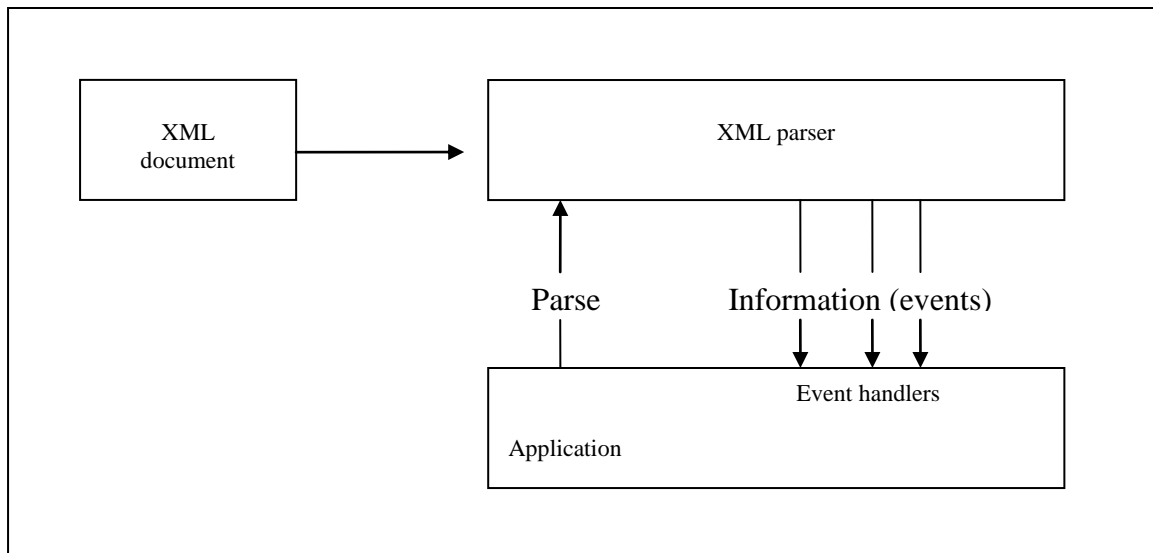 XML
document
XML parser
Parse
Information (events)
Event handlers
Application